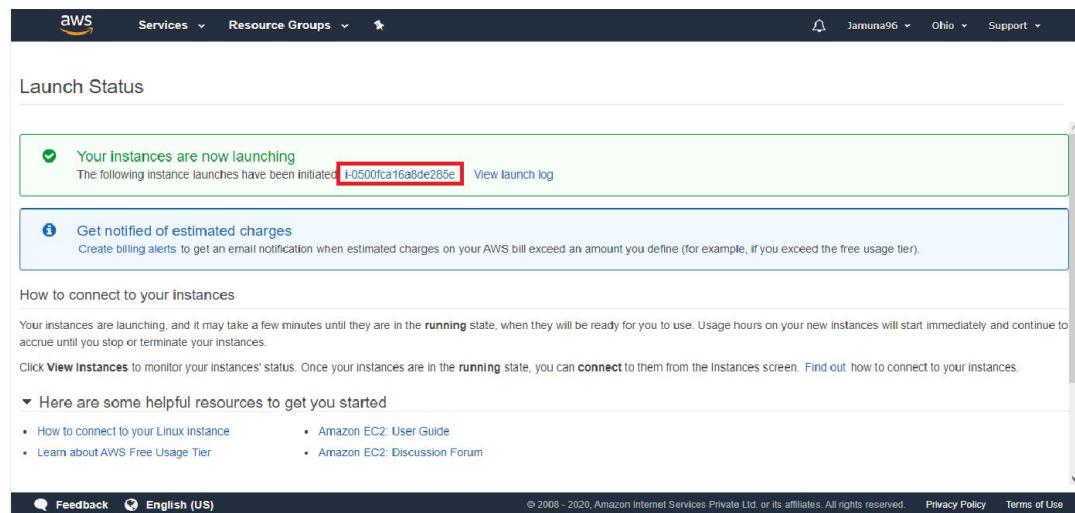 aws Services Resource Groups Jamuna96 Ohio Support
Launch Status
Your instances are now launching
The following instance launches have been initiated: i-0500fca16a8de285e View launch log
Get notified of estimated charges
Create billing alerts to get an email notification when estimated charges on your AWS bill exceed an amount you define (for example, if you exceed the free usage tier).
How to connect to your instances
Your instances are launching, and it may take a few minutes until they are in the running state, when they will be ready for you to use. Usage hours on your new instances will start immediately and continue to
accrue until you stop or terminate your instances.
Click View Instances to monitor your instances' status. Once your instances are in the running state, you can connect to them from the Instances screen. Find out how to connect to your instances.
Here are some helpful resources to get you started
• How to connect to your Linux instance • Amazon EC2: User Guide
• Learn about AWS Free Usage Tier • Amazon EC2: Discussion Forum
Feedback English (US) © 2008 - 2020, Amazon Internet Services Private Ltd. or its affiliates. All rights reserved. Privacy Policy Terms of Use